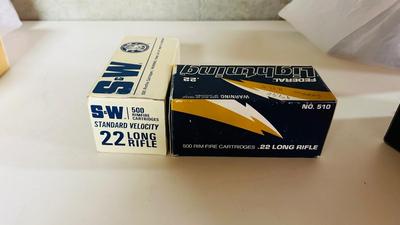 S&W
S&W
500
RIMFIRE
CARTRIDGES
STANDARD VELOCITY
22 LONG
RIFLE
FEDERAL
Lightning
.22
WARNING
NO. 510
500 RIM FIRE CARTRIDGES .22 LONG RIFLE